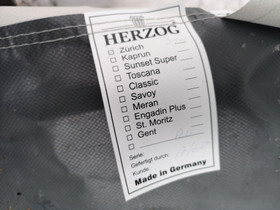 HERZOG
Zürich
Kaprun
Sunset Super
Toscana
Classic
Savoy
Meran
Engadin Plus
St. Moritz
Gent
Serie:
Gefertigt durch:
Kunde:
Made in Germany